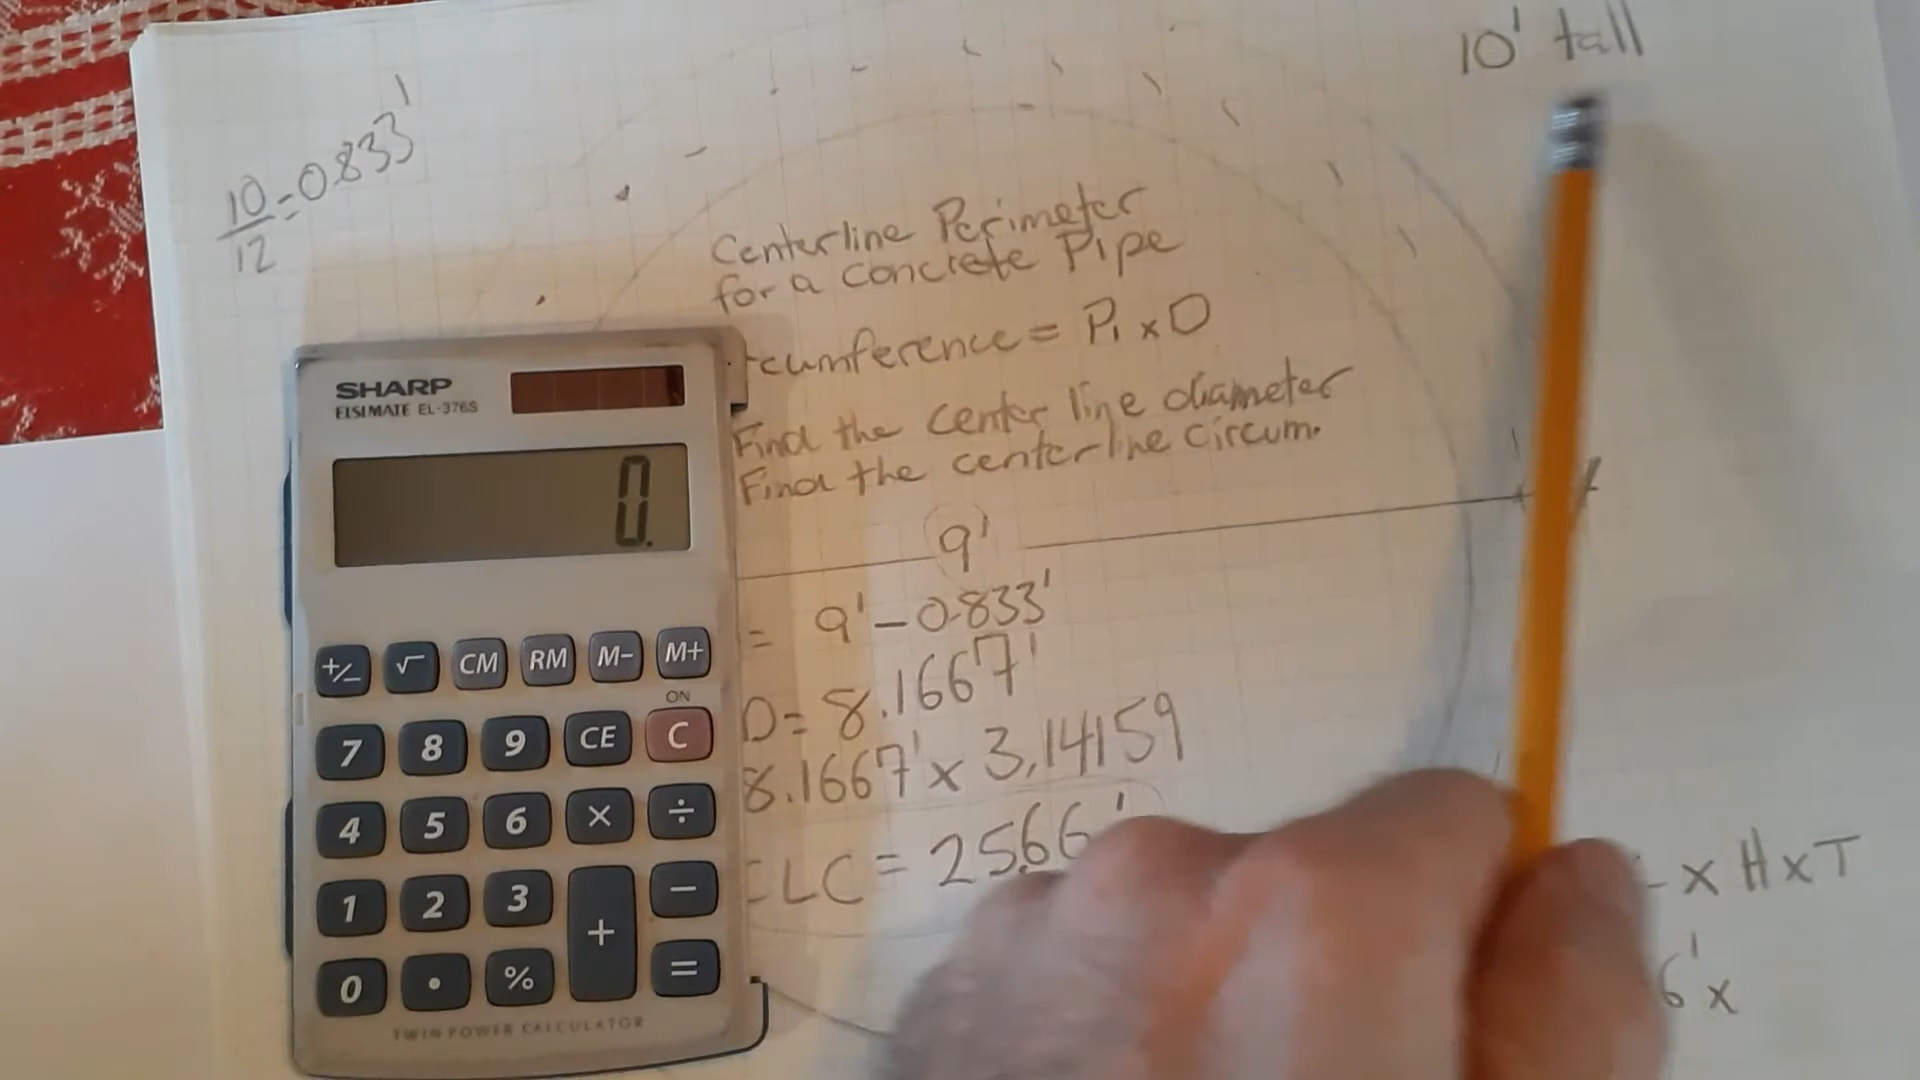 10' tall
10/12=0.833'
Centerline Perimeter
for a concrete Pipe
cumference = Pi x D
Find the center line diameter
Find the centerline circum.
9'
= 9'-0.833'
D= 8.1667'
8.1667' x 3.14159
LC = 25.66'
x H x T
6' x
SHARP
ELSIMATE EL-376S
0.
+/− √ CM RM M- M+
ON
7 8 9 CE C
4 5 6 × ÷
1 2 3 + −
0 . % =
TWIN POWER CALCULATOR